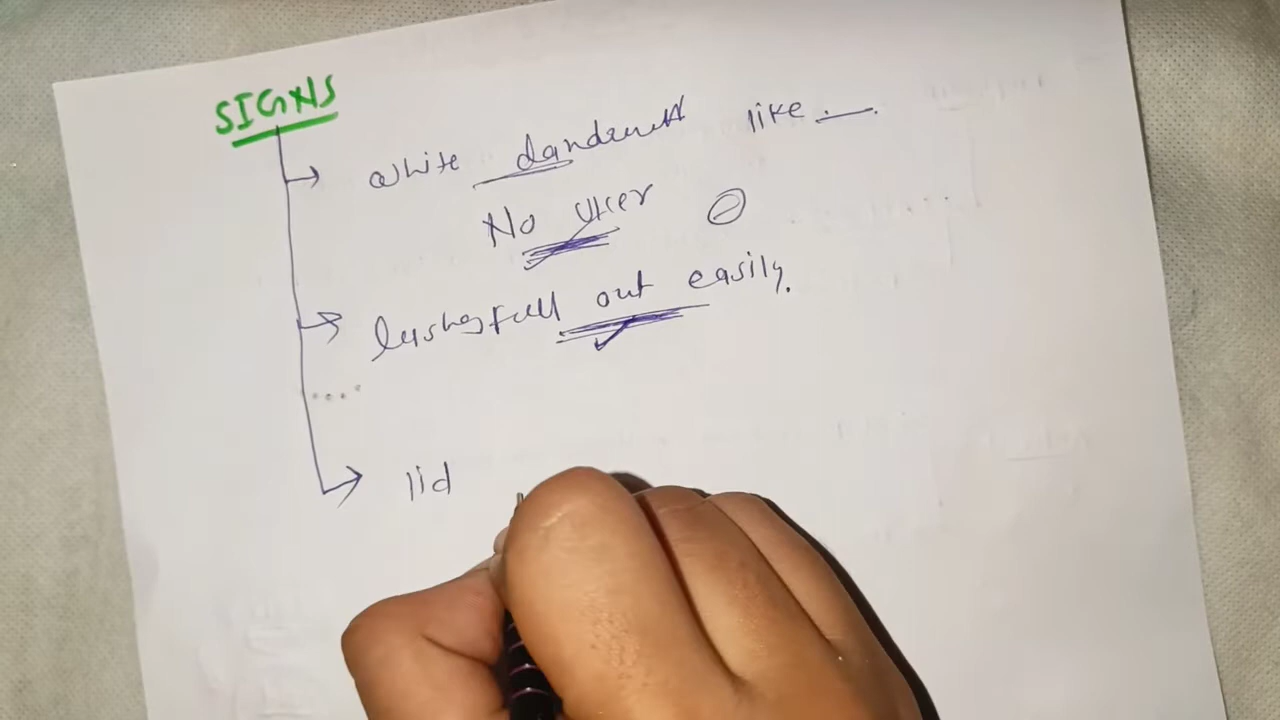 SIGNS
white dandruff like —.
No ulcer ⊖
lashes fall out easily.
....
lid